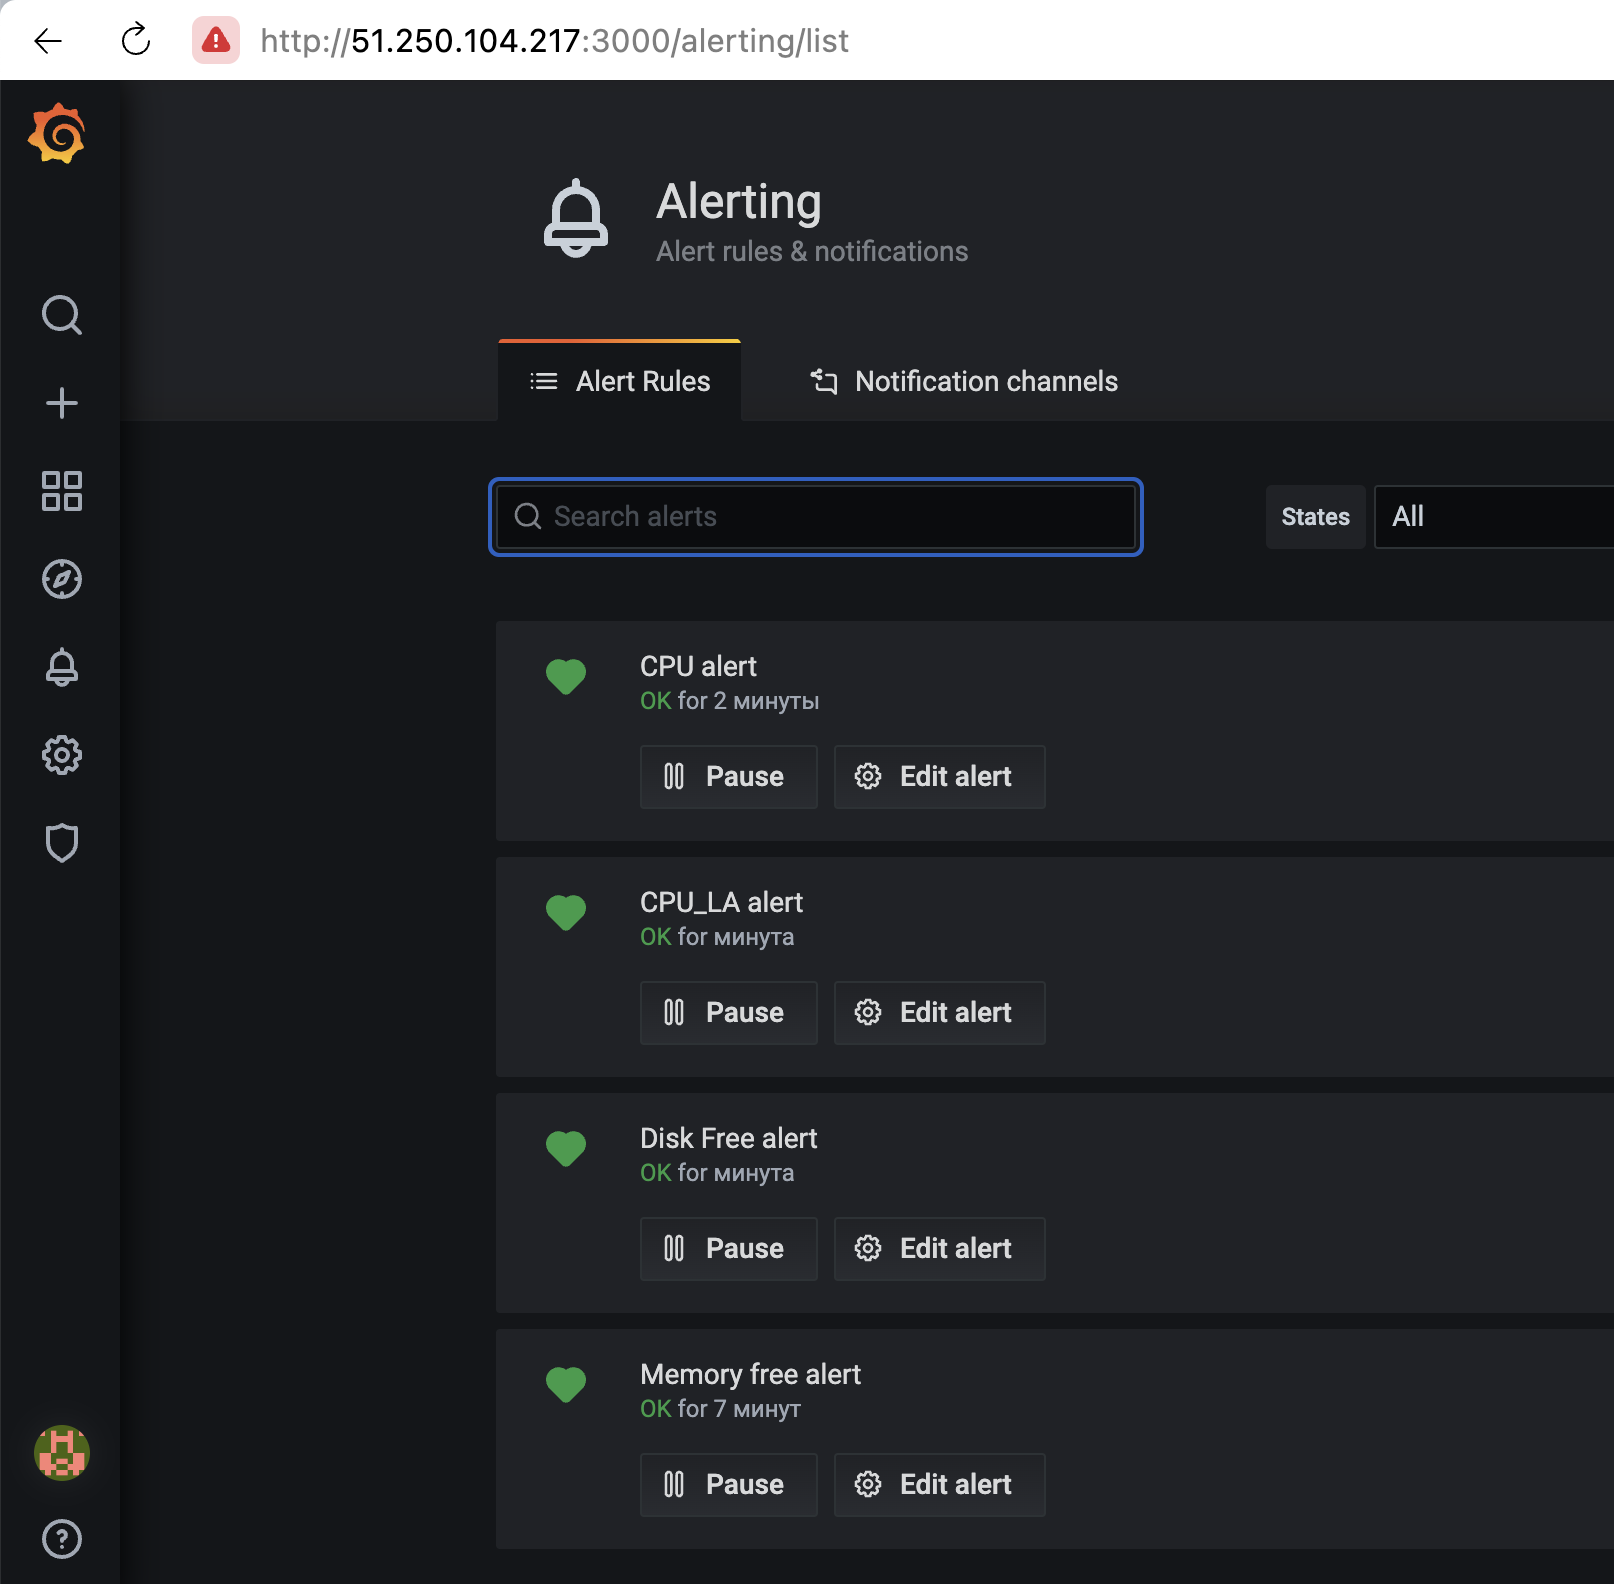 http://51.250.104.217:3000/alerting/list
Alerting
Alert rules & notifications
Alert Rules
Notification channels
Search alerts
States
All
CPU alert
OK for 2 минуты
Pause
Edit alert
CPU_LA alert
OK for минута
Pause
Edit alert
Disk Free alert
OK for минута
Pause
Edit alert
Memory free alert
OK for 7 минут
Pause
Edit alert